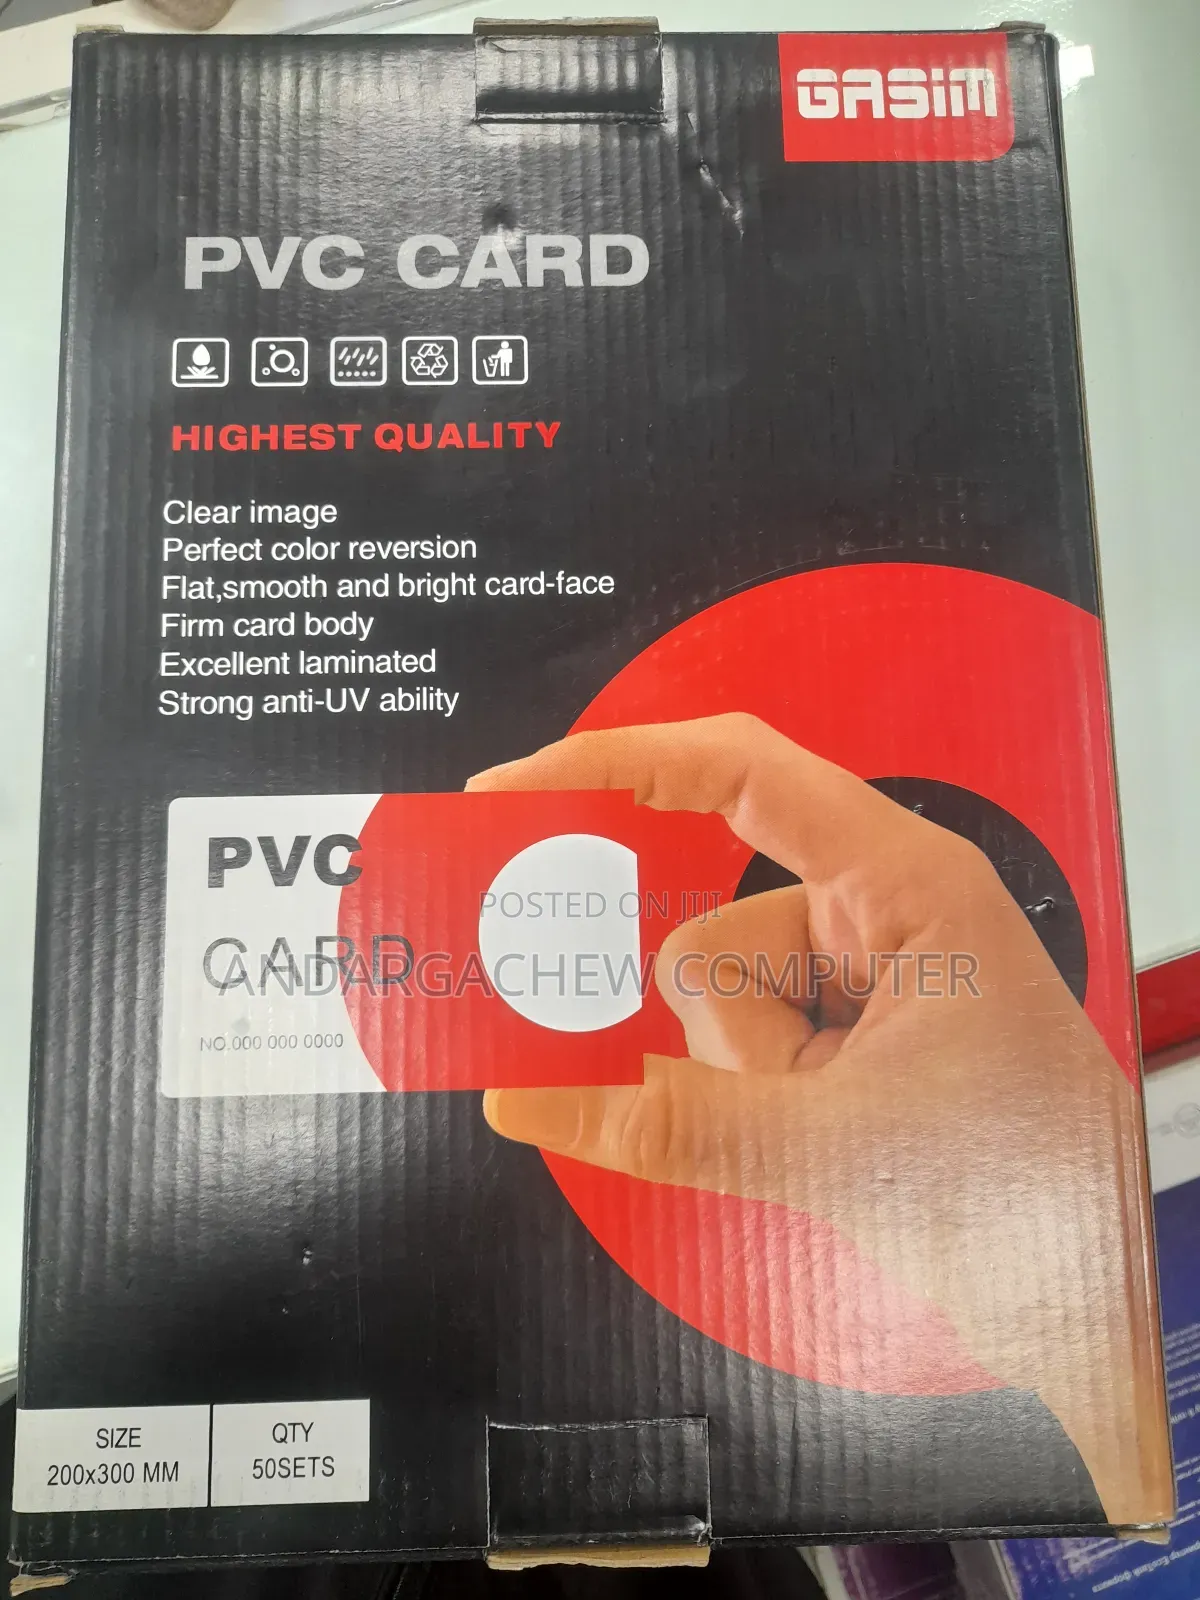 GASiM
PVC CARD
HIGHEST QUALITY
Clear image
Perfect color reversion
Flat,smooth and bright card-face
Firm card body
Excellent laminated
Strong anti-UV ability
PVC
CARD
NO.000 000 0000
POSTED ON JIJI
ANDARGACHEW COMPUTER
SIZE
200x300 MM
QTY
50SETS